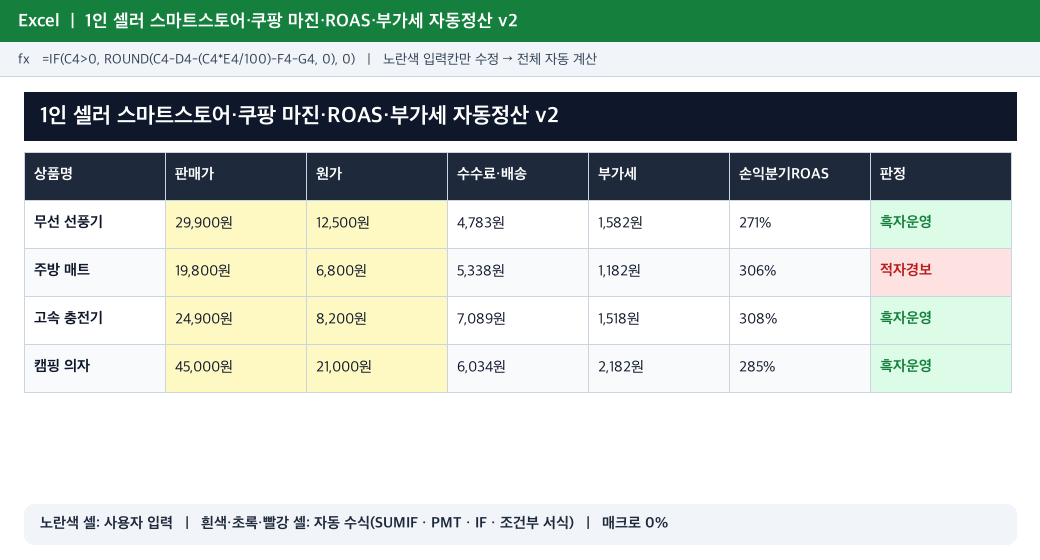 Excel | 1인 셀러 스마트스토어·쿠팡 마진·ROAS·부가세 자동정산 v2
fx =IF(C4>0, ROUND(C4-D4-(C4*E4/100)-F4-G4, 0), 0) | 노란색 입력칸만 수정 → 전체 자동 계산
1인 셀러 스마트스토어·쿠팡 마진·ROAS·부가세 자동정산 v2
상품명 판매가 원가 수수료·배송 부가세 손익분기ROAS 판정
무선 선풍기 29,900원 12,500원 4,783원 1,582원 271% 흑자운영
주방 매트 19,800원 6,800원 5,338원 1,182원 306% 적자경보
고속 충전기 24,900원 8,200원 7,089원 1,518원 308% 흑자운영
캠핑 의자 45,000원 21,000원 6,034원 2,182원 285% 흑자운영
노란색 셀: 사용자 입력 | 흰색·초록·빨강 셀: 자동 수식(SUMIF · PMT · IF · 조건부 서식) | 매크로 0%